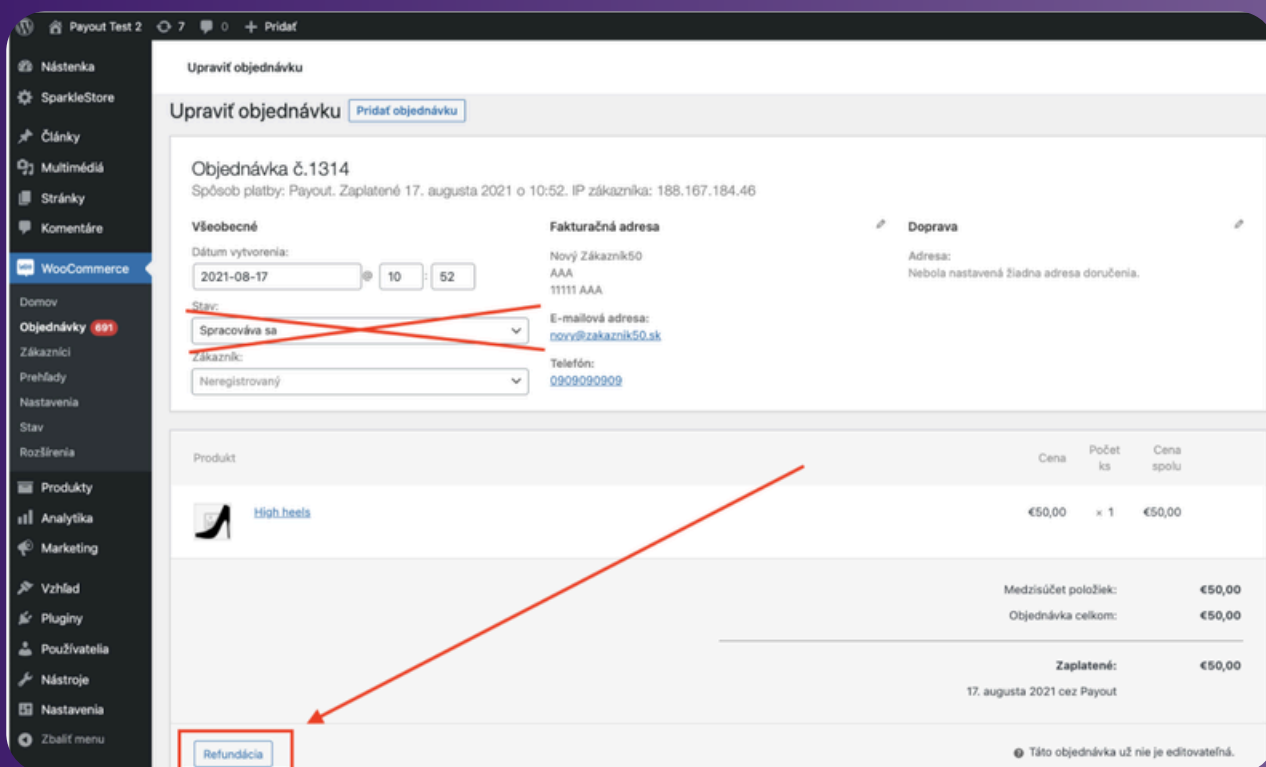 Payout Test 2 7 0 + Pridať
Nástenka
SparkleStore
Články
Multimédiá
Stránky
Komentáre
WooCommerce
Domov
Objednávky 691
Zákazníci
Prehľady
Nastavenia
Stav
Rozšírenia
Produkty
Analytika
Marketing
Vzhľad
Pluginy
Používatelia
Nástroje
Nastavenia
Zbaliť menu
Upraviť objednávku
Upraviť objednávku Pridať objednávku
Objednávka č.1314
Spôsob platby: Payout. Zaplatené 17. augusta 2021 o 10:52. IP zákazníka: 188.167.184.46
Všeobecné
Dátum vytvorenia:
2021-08-17 @ 10 : 52
Stav:
Spracováva sa
Zákazník:
Neregistrovaný
Fakturačná adresa
Nový Zákazník50
AAA
11111 AAA
E-mailová adresa:
novy@zakaznik50.sk
Telefón:
0909090909
Doprava
Adresa:
Nebola nastavená žiadna adresa doručenia.
Produkt Cena Počet ks Cena spolu
High heels €50,00 × 1 €50,00
Medzisúčet položiek: €50,00
Objednávka celkom: €50,00
Zaplatené: €50,00
17. augusta 2021 cez Payout
Refundácia
Táto objednávka už nie je editovateľná.